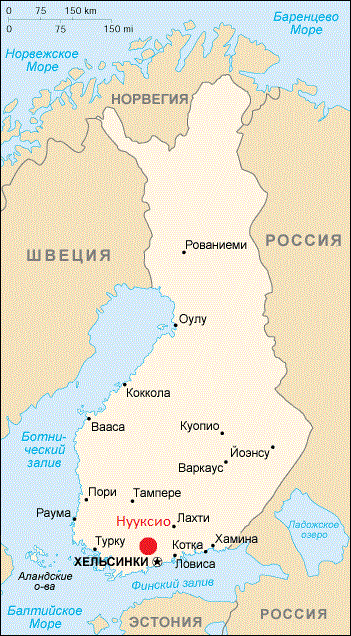 0 75 150 km
0 75 150 mi
Баренцево
Море
Норвежское
Море
НОРВЕГИЯ
РОССИЯ
ШВЕЦИЯ
Рованиеми
Оулу
Коккола
Вааса
Куопио
Йоэнсу
Варкаус
Ботни-
ческий
залив
Пори
Тампере
Нууксио
Лахти
Раума
Турку
Котка
Хамина
Ладожское
озеро
ХЕЛЬСИНКИ
Ловиса
Аландские
о-ва
Финский залив
Балтийское
Море
ЭСТОНИЯ
РОССИЯ